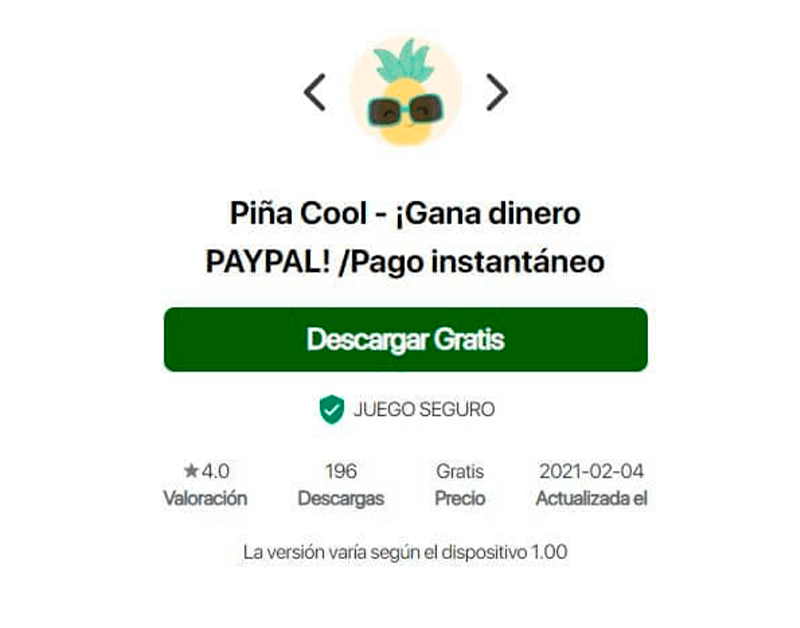 Piña Cool - ¡Gana dinero
PAYPAL! /Pago instantáneo
Descargar Gratis
JUEGO SEGURO
★4.0 196 Gratis 2021-02-04
Valoración Descargas Precio Actualizada el
La versión varía según el dispositivo 1.00